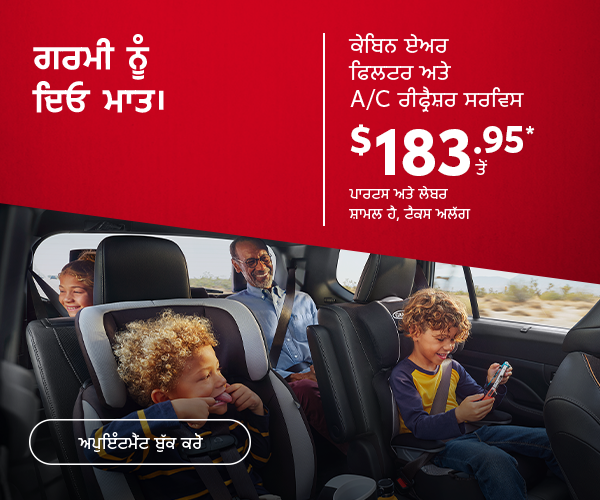 ਗਰਮੀ ਨੂੰ
ਦਿਓ ਮਾਤ।
ਕੇਬਿਨ ਏਅਰ
ਫਿਲਟਰ ਅਤੇ
A/C ਰੀਫ੍ਰੈਸ਼ਰ ਸਰਵਿਸ
$183.95* ਤੋਂ
ਪਾਰਟਸ ਅਤੇ ਲੇਬਰ
ਸ਼ਾਮਲ ਹੈ, ਟੈਕਸ ਅਲੱਗ
ਅਪੁਇੰਟਮੈਂਟ ਬੁੱਕ ਕਰੋ